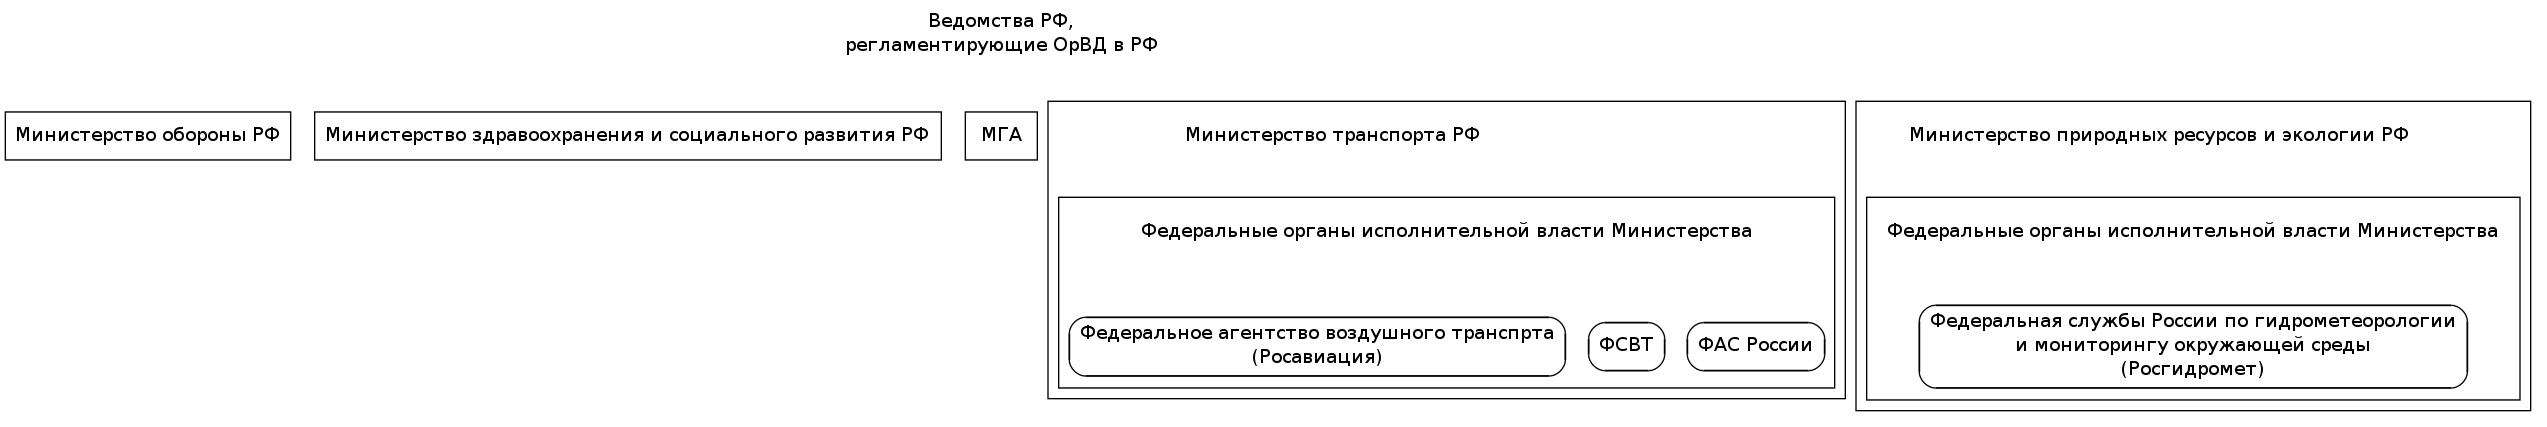 Ведомства РФ,
регламентирующие ОрВД в РФ
Министерство обороны РФ
Министерство здравоохранения и социального развития РФ
МГА
Министерство транспорта РФ
Федеральные органы исполнительной власти Министерства
Федеральное агентство воздушного транспрта
(Росавиация)
ФСВТ
ФАС России
Министерство природных ресурсов и экологии РФ
Федеральные органы исполнительной власти Министерства
Федеральная службы России по гидрометеорологии
и мониторингу окружающей среды
(Росгидромет)